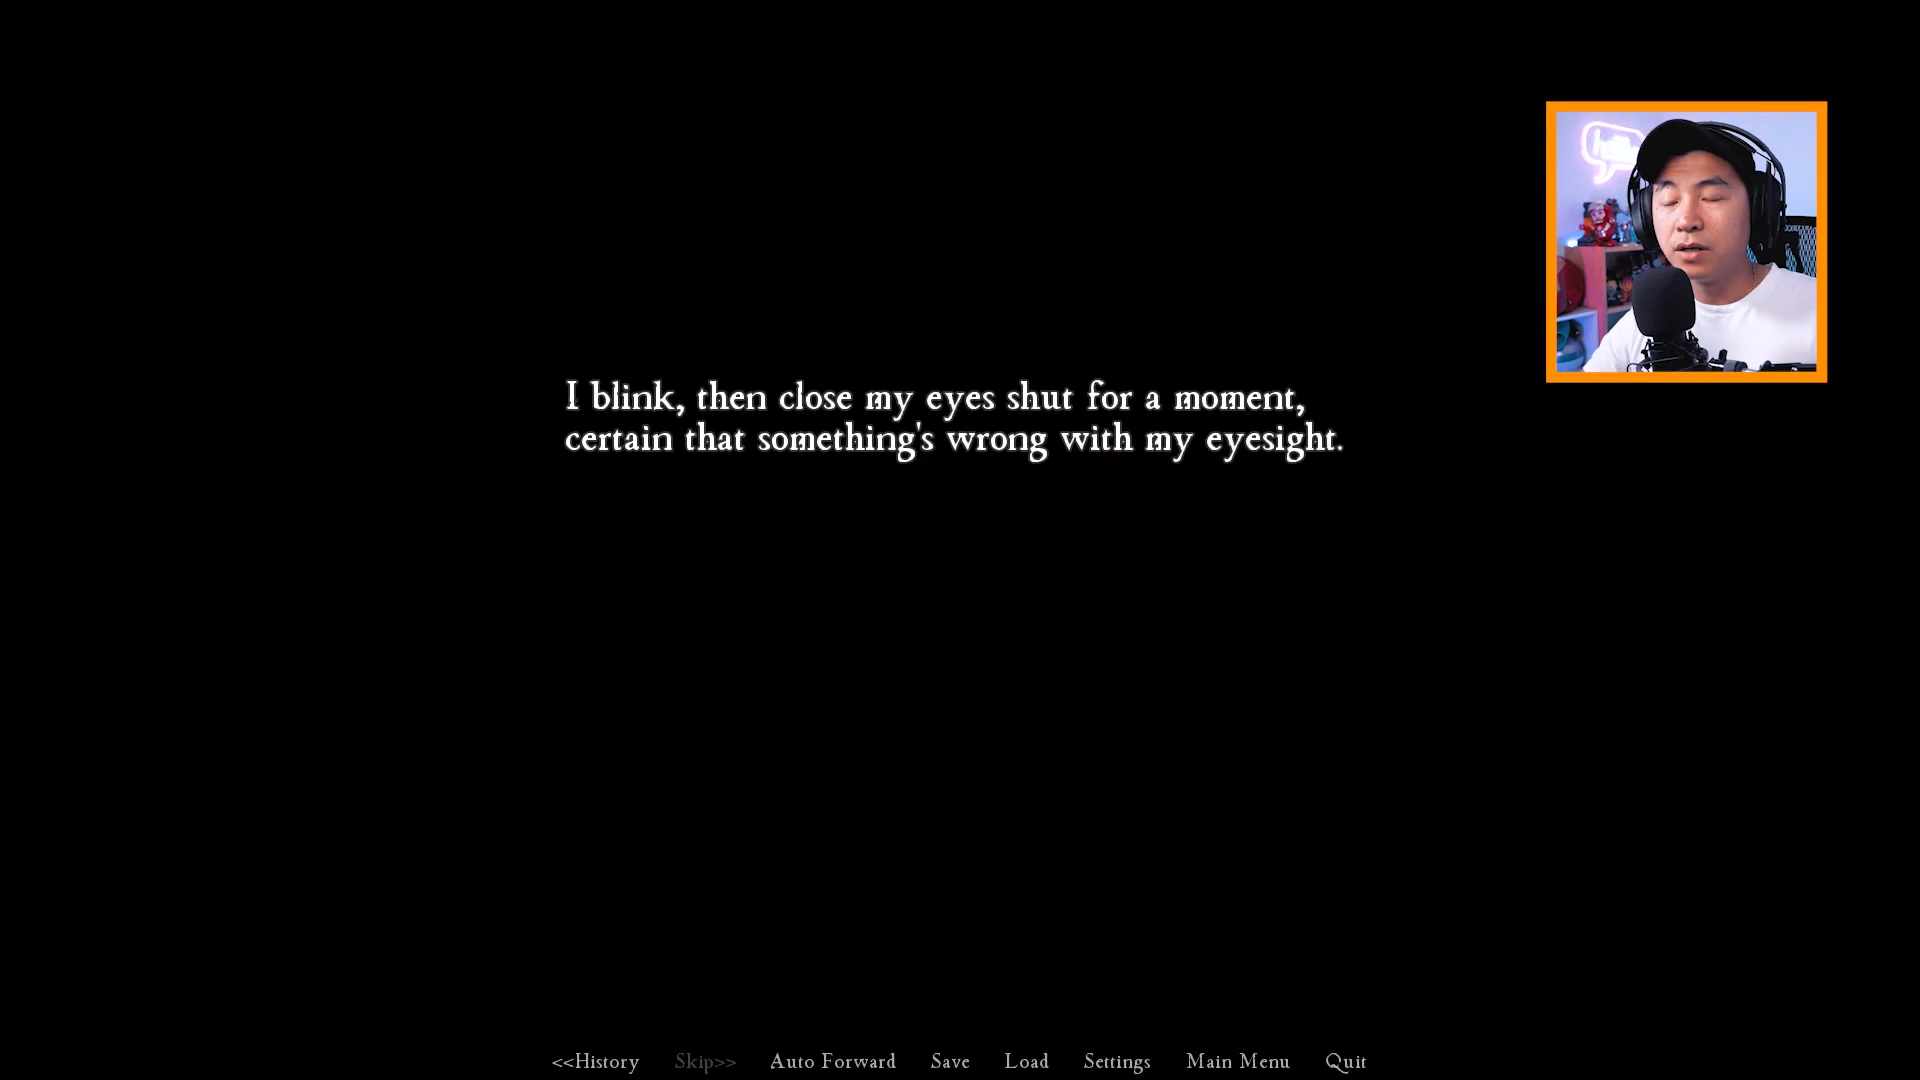 I blink, then close my eyes shut for a moment,
certain that something's wrong with my eyesight.
<<History Skip>> Auto Forward Save Load Settings Main Menu Quit